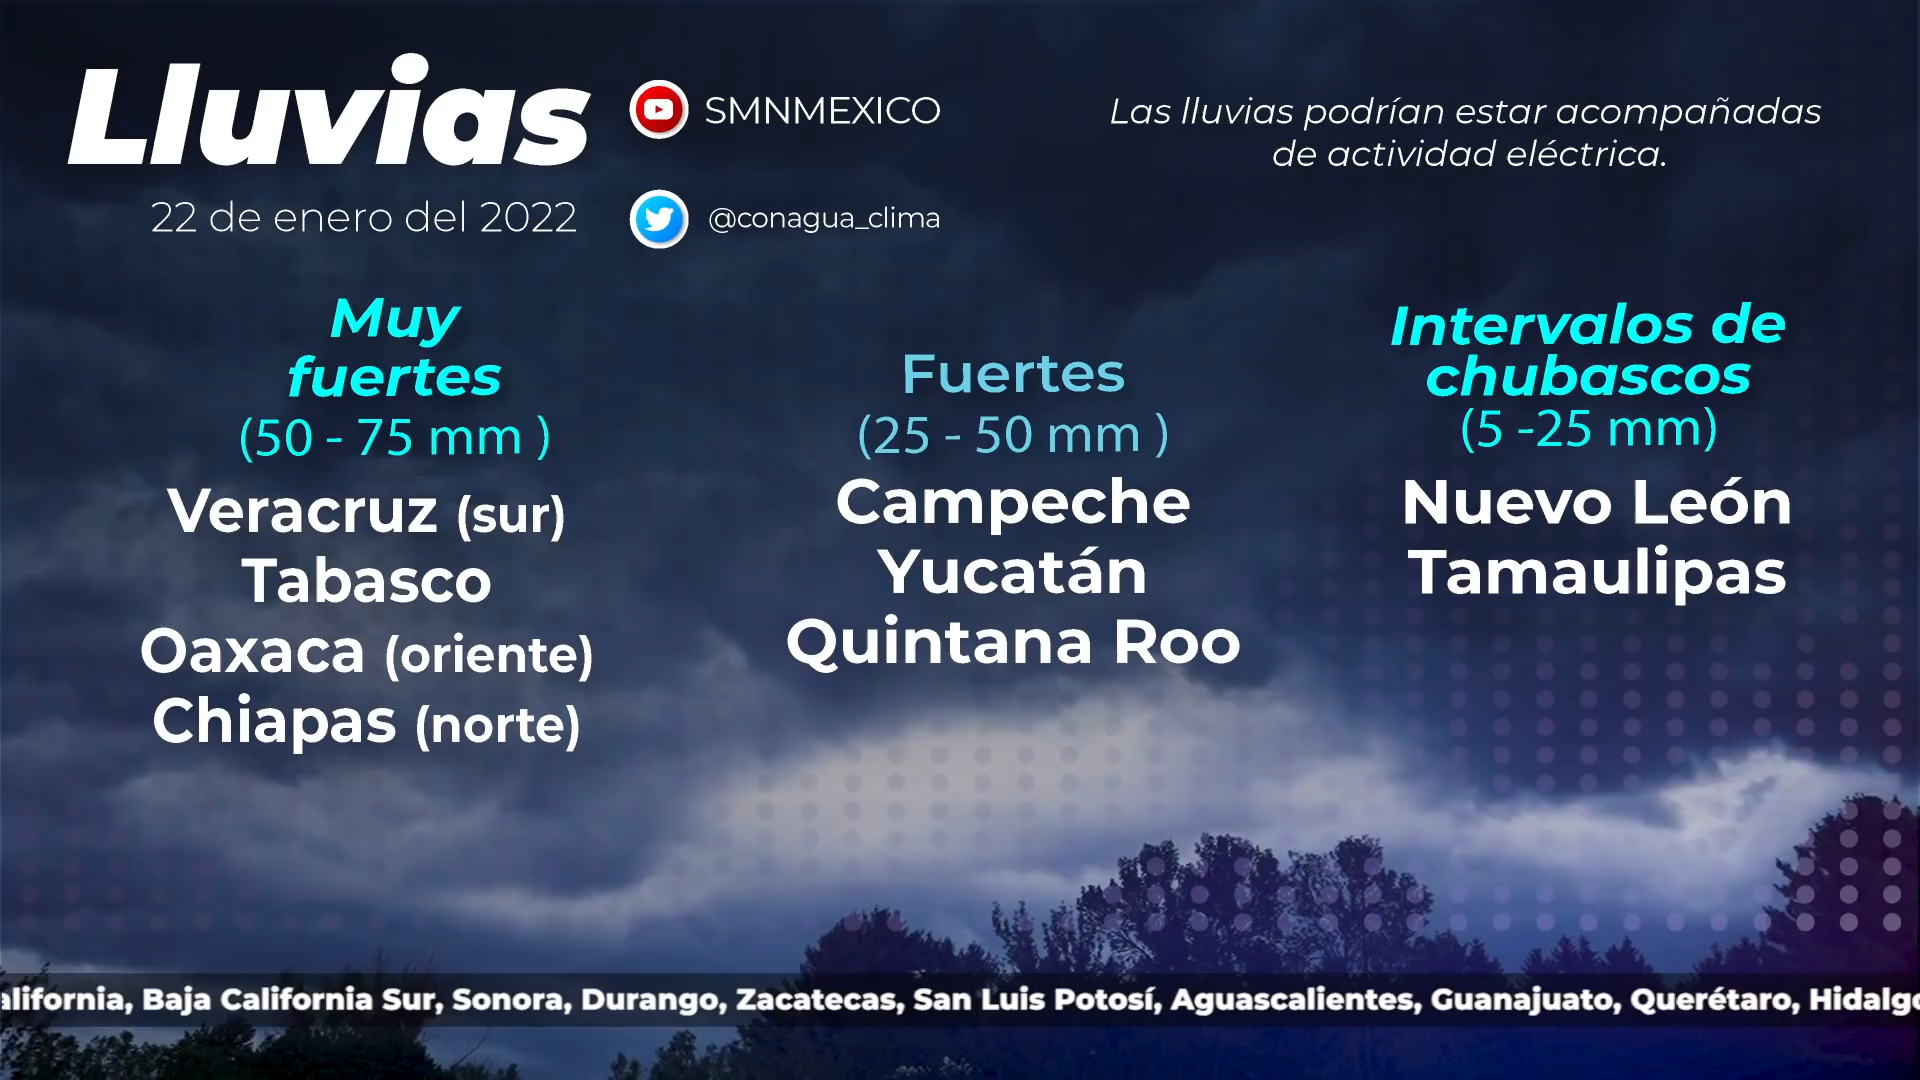 Lluvias
22 de enero del 2022
SMNMEXICO
@conagua_clima
Las lluvias podrían estar acompañadas
de actividad eléctrica.
Muy
fuertes
(50 - 75 mm )
Veracruz (sur)
Tabasco
Oaxaca (oriente)
Chiapas (norte)
Fuertes
(25 - 50 mm )
Campeche
Yucatán
Quintana Roo
Intervalos de
chubascos
(5 -25 mm)
Nuevo León
Tamaulipas
alifornia, Baja California Sur, Sonora, Durango, Zacatecas, San Luis Potosí, Aguascalientes, Guanajuato, Querétaro, Hidalgo